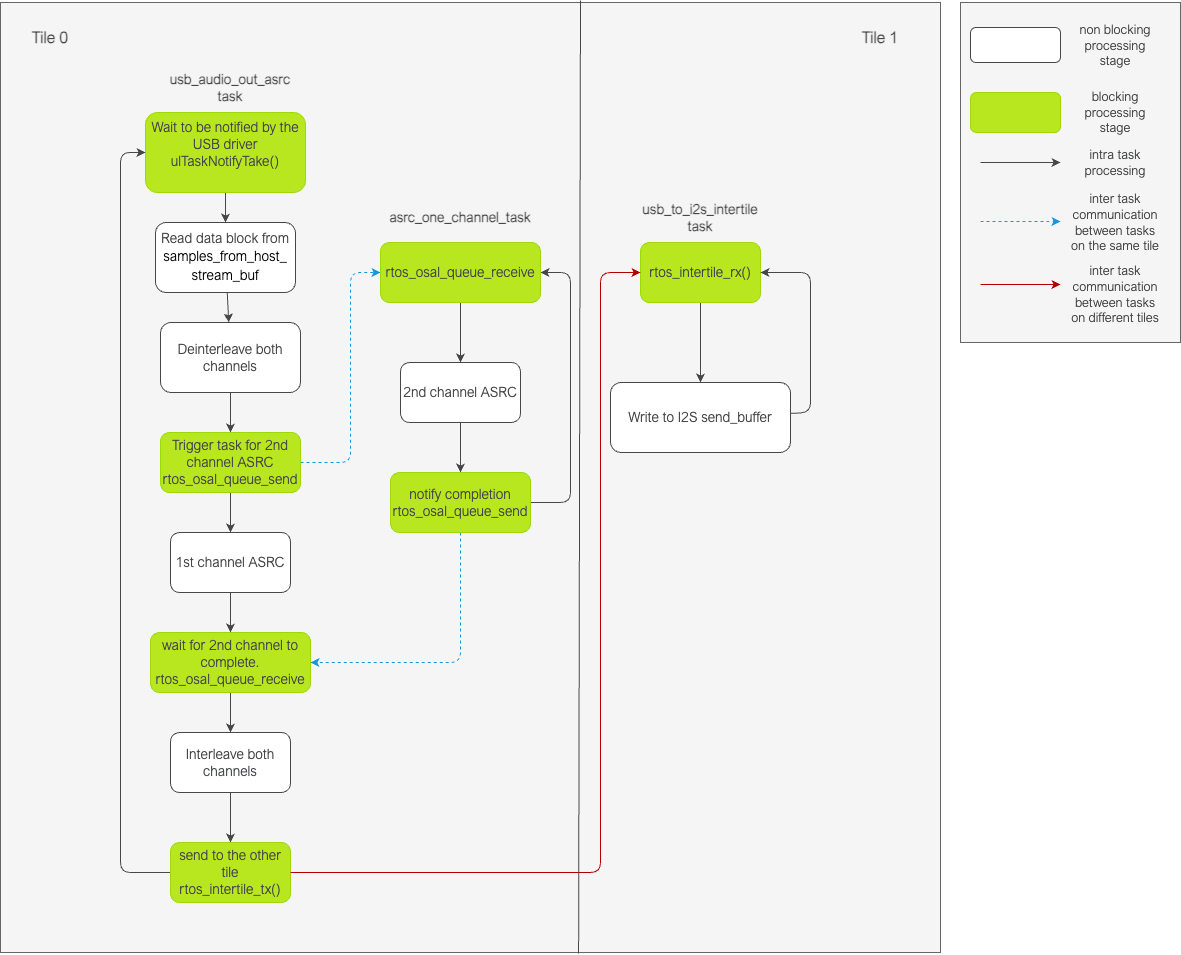 Tile 0
Tile 1
usb_audio_out_asrc
task
Wait to be notified by the
USB driver
ulTaskNotifyTake()
Read data block from
samples_from_host_
stream_buf
Deinterleave both
channels
Trigger task for 2nd
channel ASRC
rtos_osal_queue_send
1st channel ASRC
wait for 2nd channel to
complete.
rtos_osal_queue_receive
Interleave both
channels
send to the other
tile
rtos_intertile_tx()
asrc_one_channel_task
rtos_osal_queue_receive
2nd channel ASRC
notify completion
rtos_osal_queue_send
usb_to_i2s_intertile
task
rtos_intertile_rx()
Write to I2S send_buffer
non blocking
processing
stage
blocking
processing
stage
intra task
processing
inter task
communication
between tasks
on the same tile
inter task
communication
between tasks
on different tiles